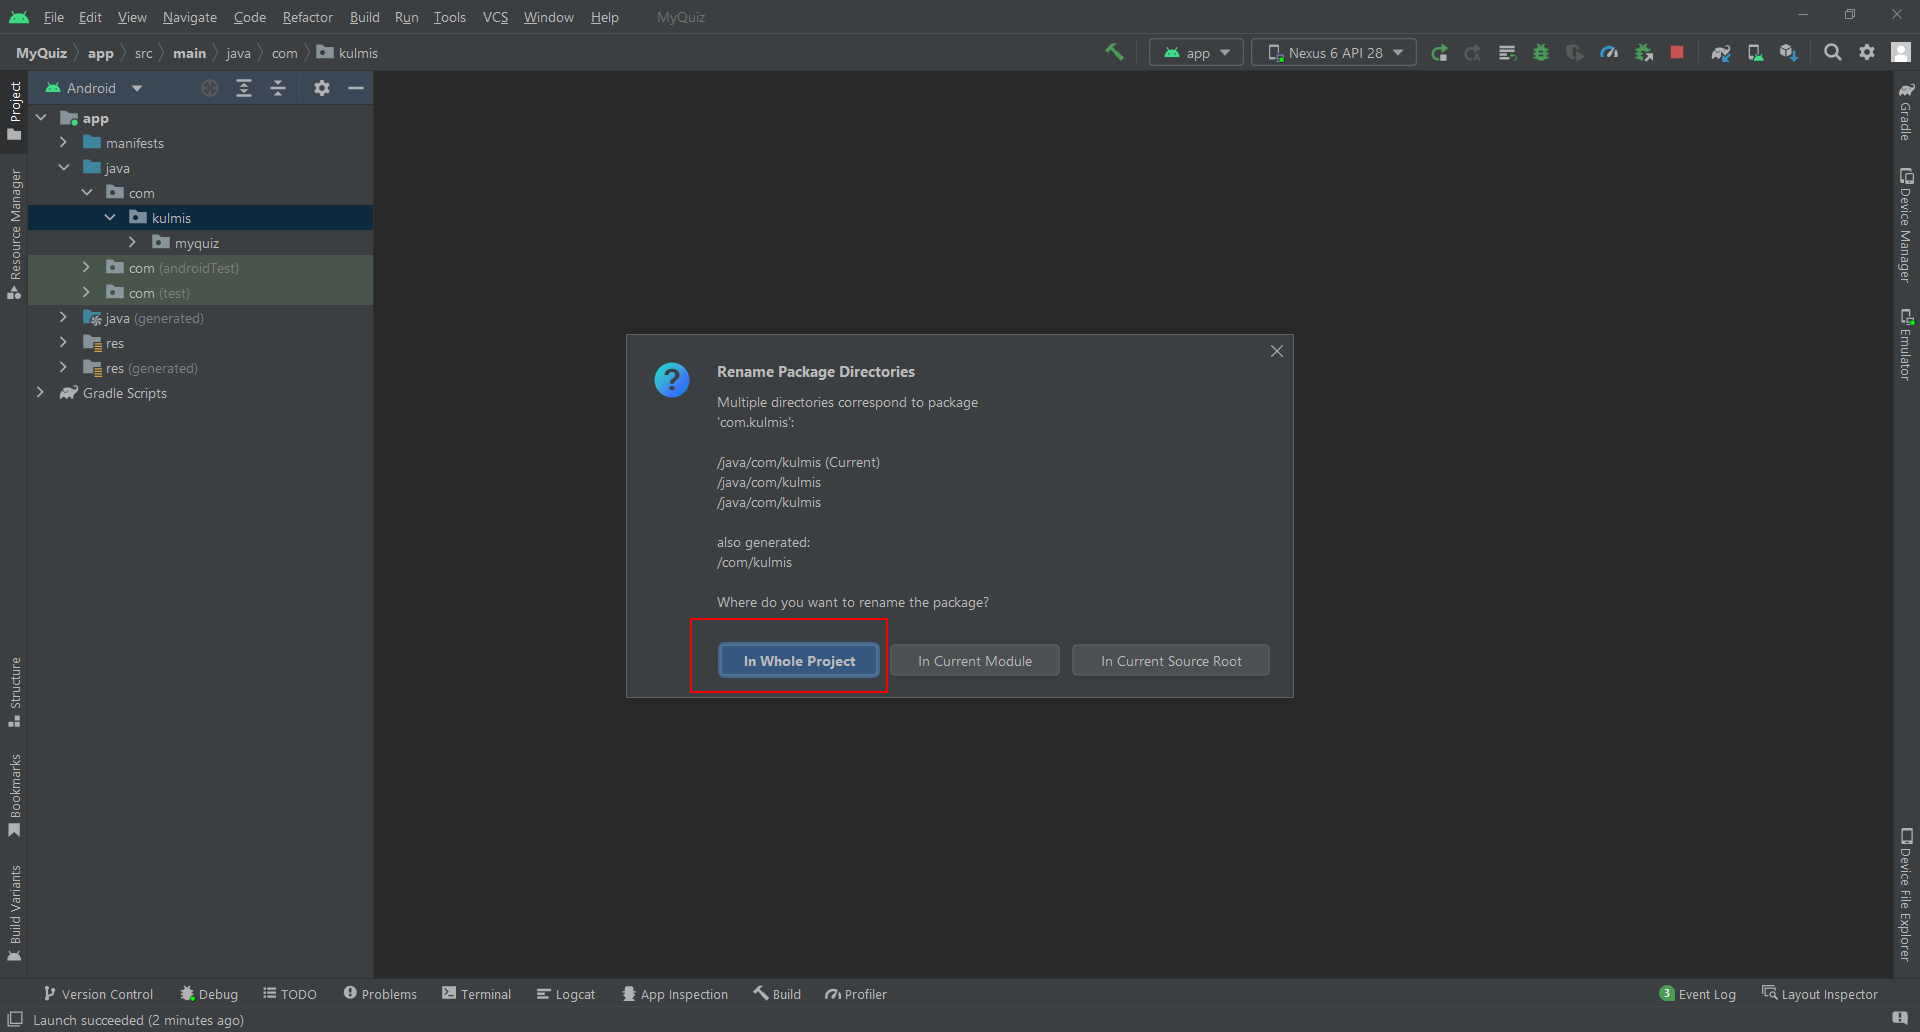 File Edit View Navigate Code Refactor Build Run Tools VCS Window Help MyQuiz
MyQuiz app src main java com kulmis app Nexus 6 API 28
Project
Android
app
manifests
java
com
kulmis
myquiz
com (androidTest)
com (test)
java (generated)
res
res (generated)
Gradle Scripts
Resource Manager
Structure
Bookmarks
Build Variants
Rename Package Directories
Multiple directories correspond to package
'com.kulmis':
/java/com/kulmis (Current)
/java/com/kulmis
/java/com/kulmis
also generated:
/com/kulmis
Where do you want to rename the package?
In Whole Project In Current Module In Current Source Root
Gradle
Device Manager
Emulator
Device File Explorer
Version Control Debug TODO Problems Terminal Logcat App Inspection Build Profiler 3 Event Log Layout Inspector
Launch succeeded (2 minutes ago)